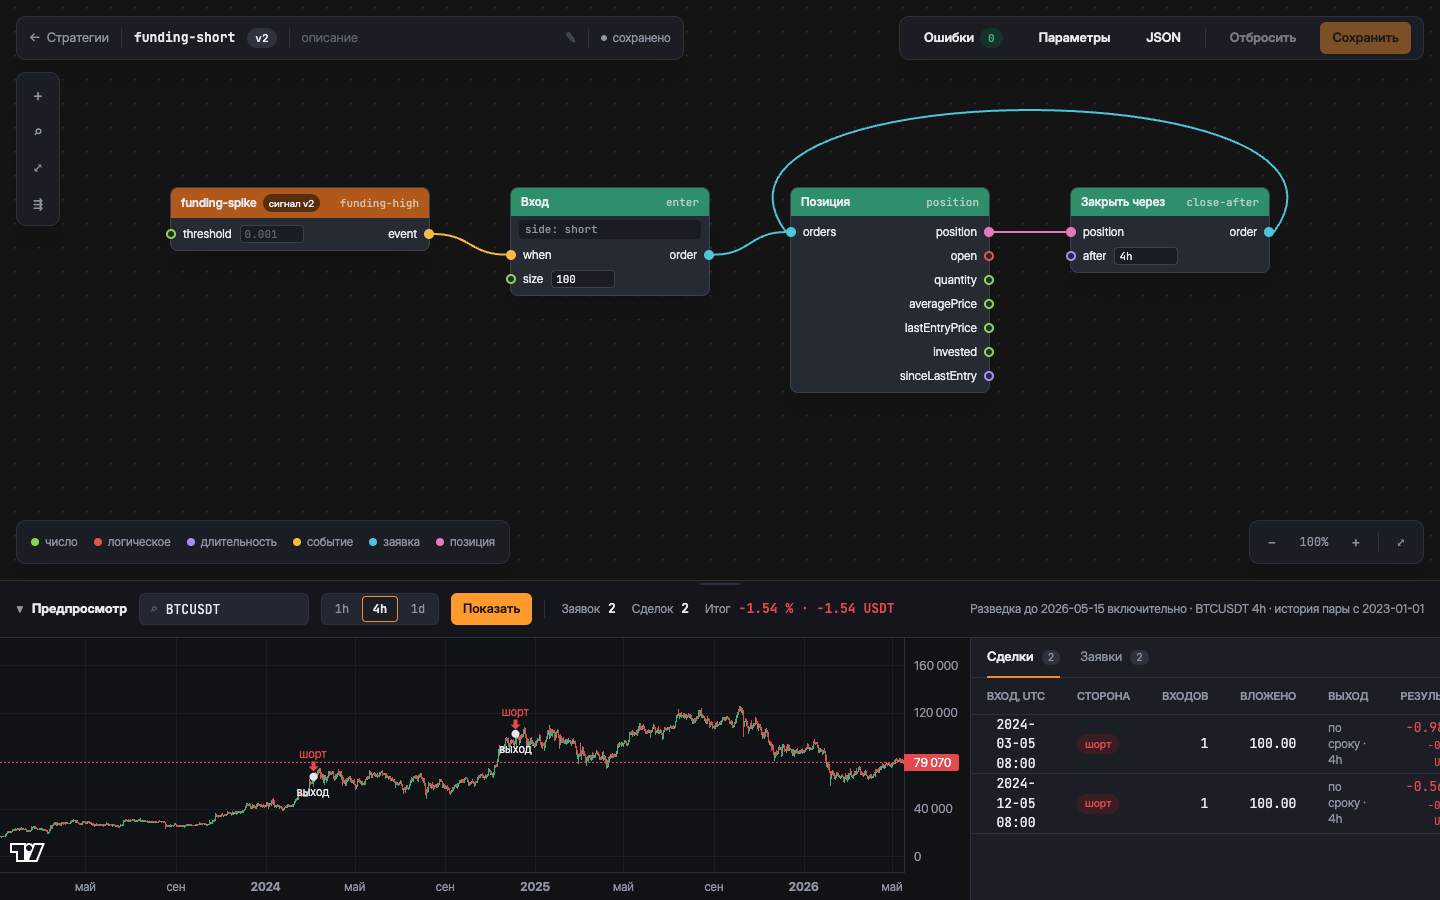 ← Стратегии funding-short v2 описание сохранено
Ошибки 0 Параметры JSON Отбросить Сохранить
funding-spike сигнал v2 funding-high
threshold 0.001 event
Вход enter
side: short
when order
size 100
Позиция position
orders position
open
quantity
averagePrice
lastEntryPrice
invested
sinceLastEntry
Закрыть через close-after
position order
after 4h
число логическое длительность событие заявка позиция
− 100% +
▼ Предпросмотр BTCUSDT 1h 4h 1d Показать Заявок 2 Сделок 2 Итог -1.54 % · -1.54 USDT Разведка до 2026-05-15 включительно · BTCUSDT 4h · история пары с 2023-01-01
160 000
120 000
79 070
40 000
0
шорт
выход
шорт
выход
май сен 2024 май сен 2025 май сен 2026 май
Сделки 2 Заявки 2
ВХОД, UTC СТОРОНА ВХОДОВ ВЛОЖЕНО ВЫХОД РЕЗУЛЬ
2024-03-05 08:00 шорт 1 100.00 по сроку · 4h -0.98 -0 U
2024-12-05 08:00 шорт 1 100.00 по сроку · 4h -0.56 -0 U